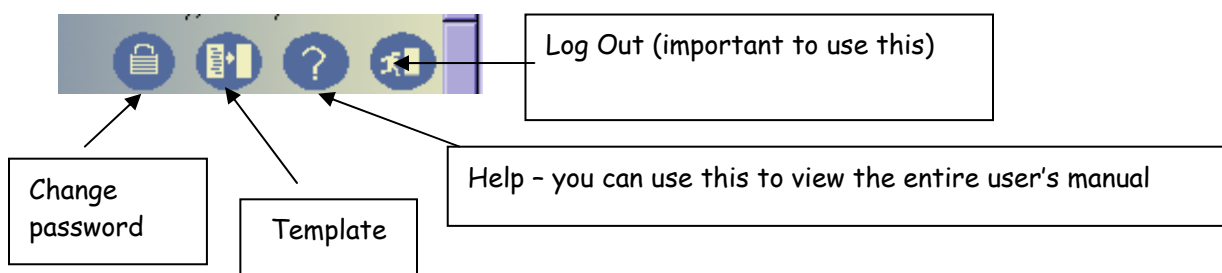 Log Out (important to use this)
Help – you can use this to view the entire user's manual
Change
password
Template
?